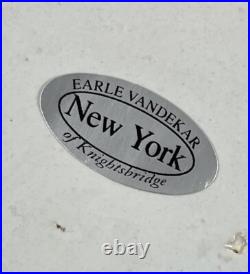 EARLE VANDEKAR
New York
of Knightsbridge